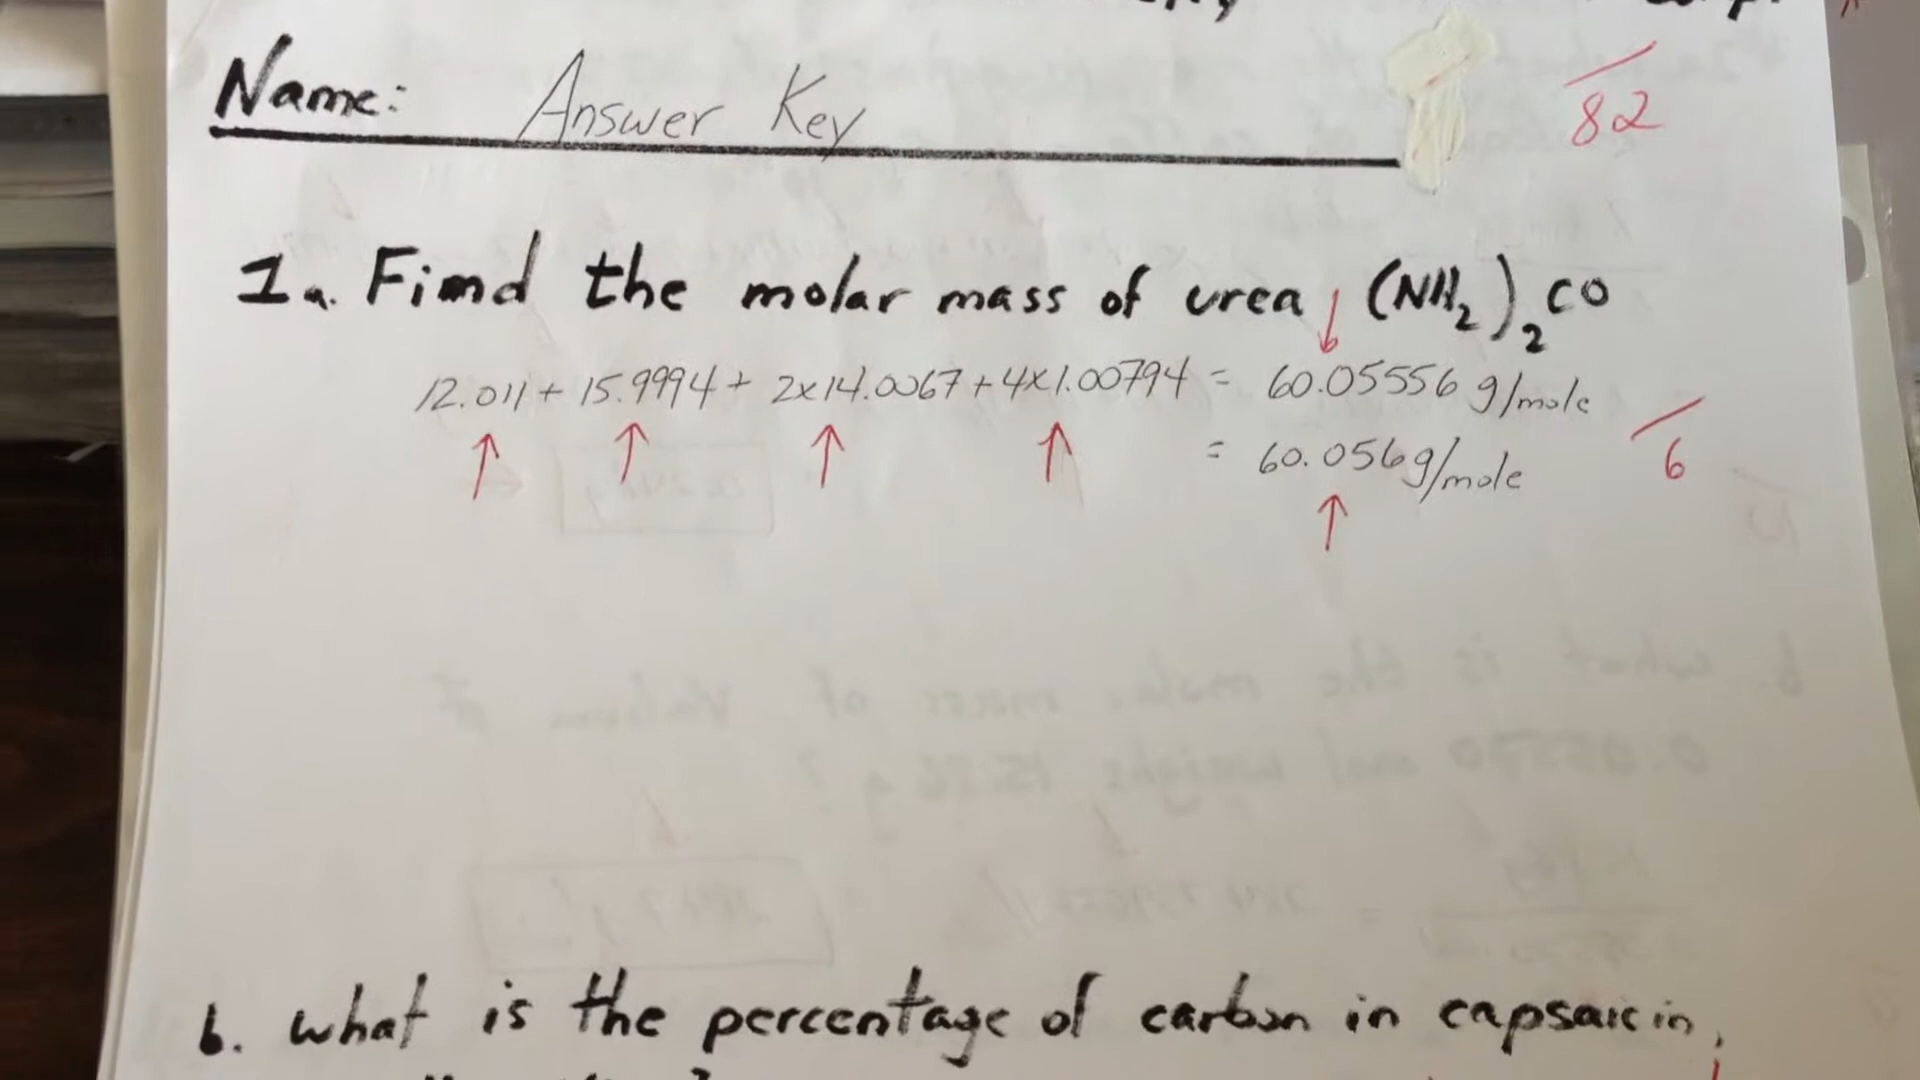 Name: Answer Key
/82
1a. Find the molar mass of urea, (NH₂)₂CO
12.011 + 15.9994 + 2x14.0067 + 4x1.00794 = 60.05556 g/mole
= 60.056 g/mole
/6
b. what is the percentage of carbon in capsaicin,